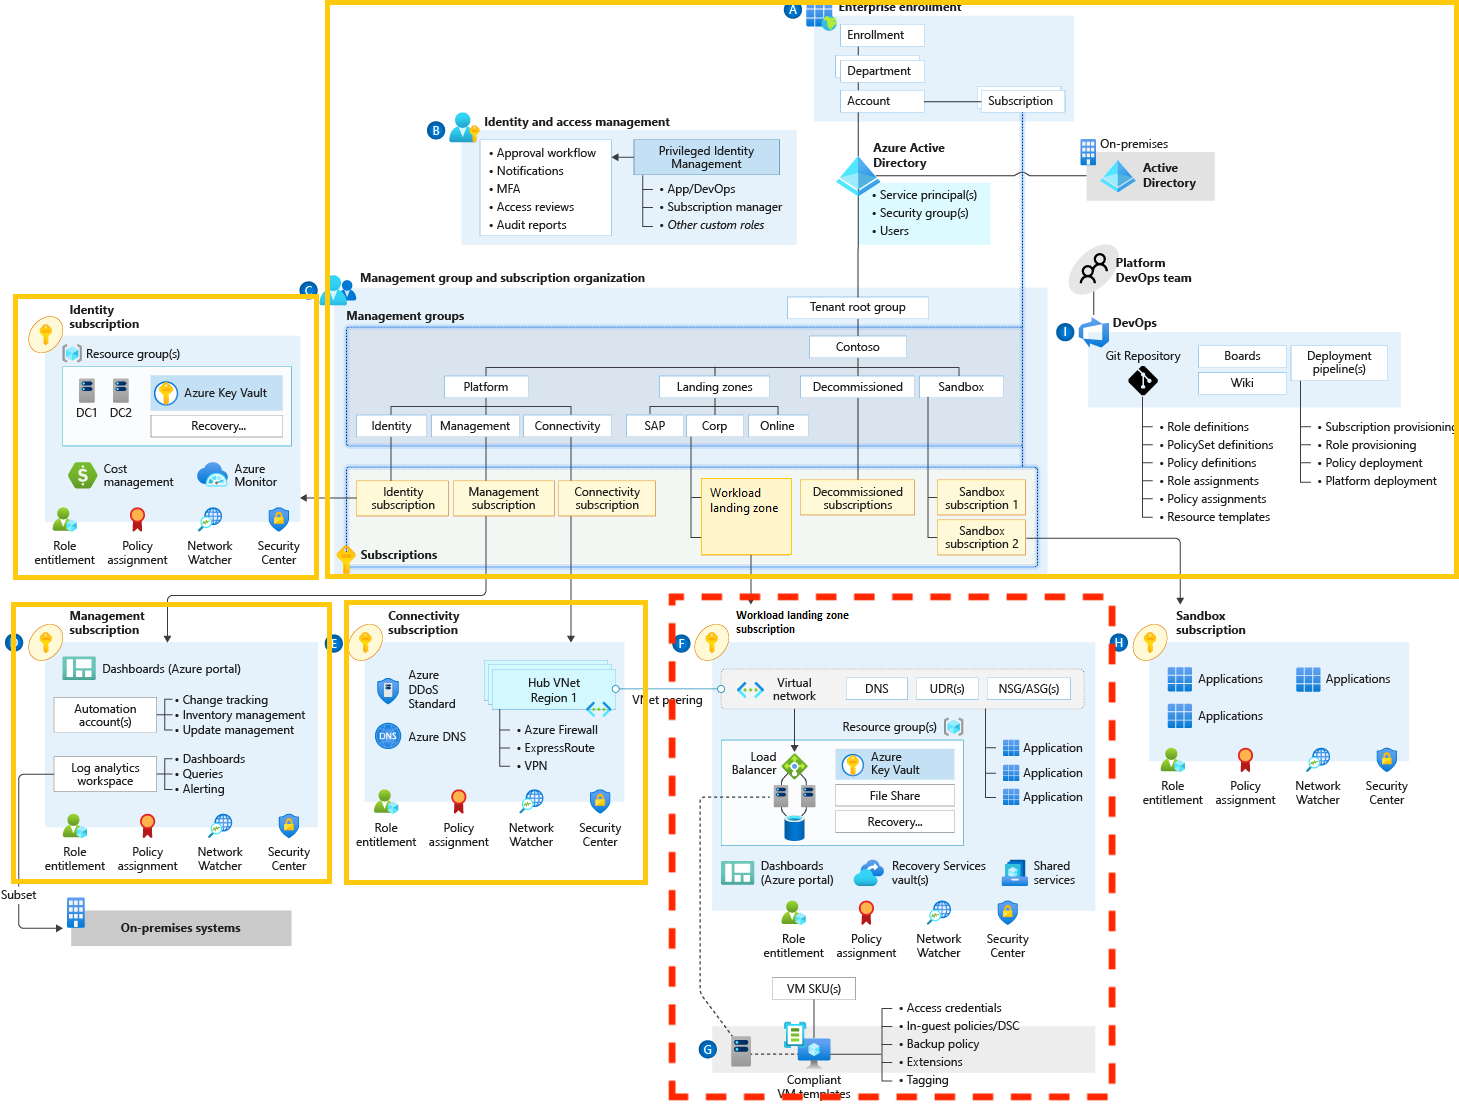 A
Enterprise enrollment
Enrollment
Department
Account
Subscription
B
Identity and access management
• Approval workflow
• Notifications
• MFA
• Access reviews
• Audit reports
Privileged Identity
Management
• App/DevOps
• Subscription manager
• Other custom roles
Azure Active
Directory
• Service principal(s)
• Security group(s)
• Users
On-premises
Active
Directory
Platform
DevOps team
I
DevOps
Git Repository
Boards
Wiki
Deployment
pipeline(s)
• Role definitions
• PolicySet definitions
• Policy definitions
• Role assignments
• Policy assignments
• Resource templates
• Subscription provisioning
• Role provisioning
• Policy deployment
• Platform deployment
C
Management group and subscription organization
Management groups
Tenant root group
Contoso
Platform
Landing zones
Decommissioned
Sandbox
Identity
Management
Connectivity
SAP
Corp
Online
Identity
subscription
Management
subscription
Connectivity
subscription
Workload
landing zone
Decommissioned
subscriptions
Sandbox
subscription 1
Sandbox
subscription 2
Subscriptions
Identity
subscription
Resource group(s)
DC1
DC2
Azure Key Vault
Recovery...
Cost
management
Azure
Monitor
Role
entitlement
Policy
assignment
Network
Watcher
Security
Center
D
Management
subscription
Dashboards (Azure portal)
Automation
account(s)
• Change tracking
• Inventory management
• Update management
Log analytics
workspace
• Dashboards
• Queries
• Alerting
Role
entitlement
Policy
assignment
Network
Watcher
Security
Center
Subset
On-premises systems
E
Connectivity
subscription
Azure
DDoS
Standard
DNS
Azure DNS
Hub VNet
Region 1
• Azure Firewall
• ExpressRoute
• VPN
Role
entitlement
Policy
assignment
Network
Watcher
Security
Center
VNet peering
F
Workload landing zone
subscription
Virtual
network
DNS
UDR(s)
NSG/ASG(s)
Resource group(s)
Load
Balancer
Azure
Key Vault
File Share
Recovery...
Application
Application
Application
Dashboards
(Azure portal)
Recovery Services
vault(s)
Shared
services
Role
entitlement
Policy
assignment
Network
Watcher
Security
Center
VM SKU(s)
G
Compliant
VM templates
• Access credentials
• In-guest policies/DSC
• Backup policy
• Extensions
• Tagging
H
Sandbox
subscription
Applications
Applications
Applications
Role
entitlement
Policy
assignment
Network
Watcher
Security
Center